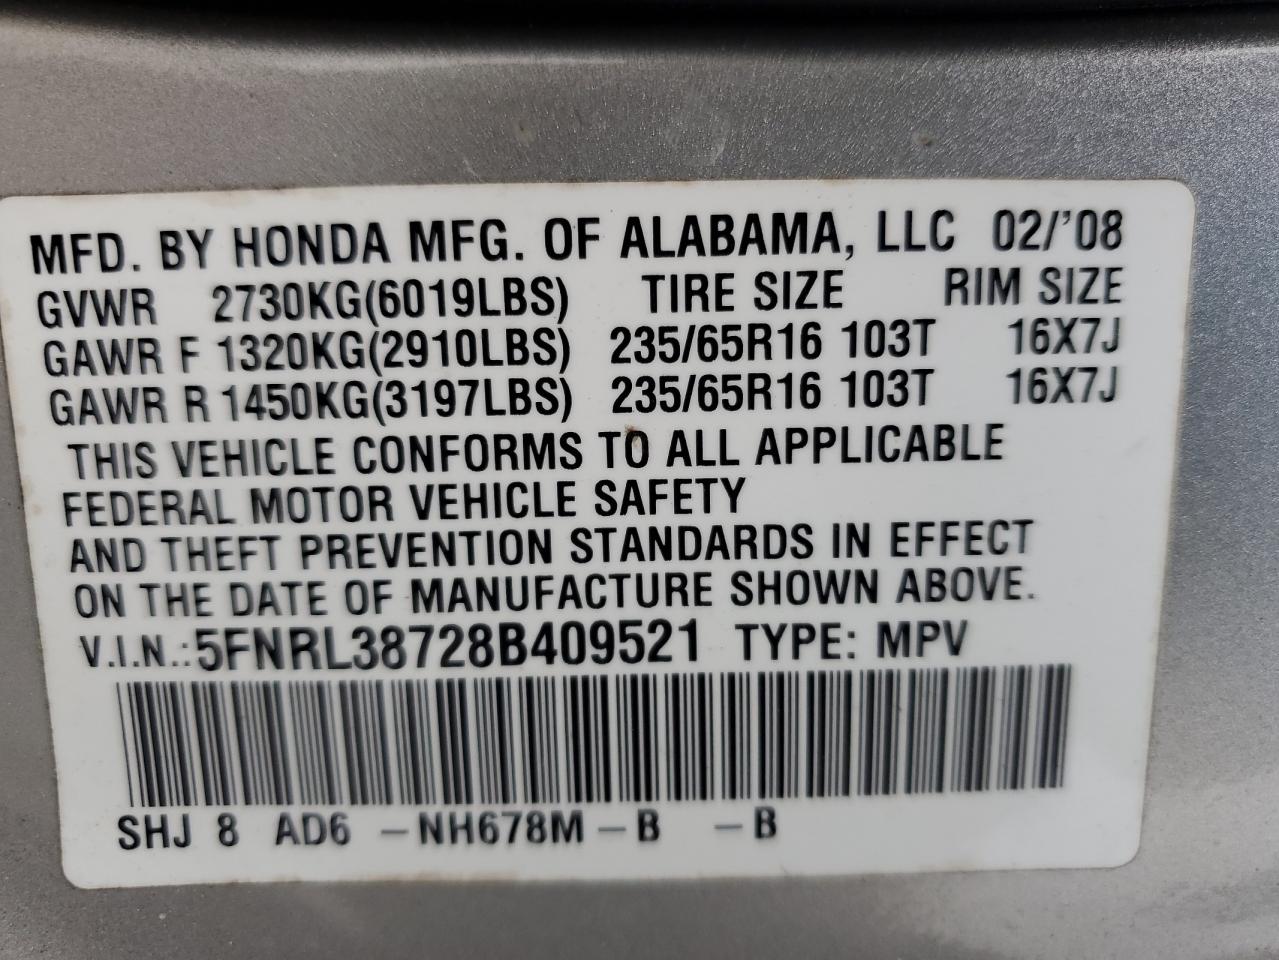 MFD. BY HONDA MFG. OF ALABAMA, LLC 02/'08
GVWR 2730KG(6019LBS) TIRE SIZE RIM SIZE
GAWR F 1320KG(2910LBS) 235/65R16 103T 16X7J
GAWR R 1450KG(3197LBS) 235/65R16 103T 16X7J
THIS VEHICLE CONFORMS TO ALL APPLICABLE
FEDERAL MOTOR VEHICLE SAFETY
AND THEFT PREVENTION STANDARDS IN EFFECT
ON THE DATE OF MANUFACTURE SHOWN ABOVE.
V.I.N.:5FNRL38728B409521 TYPE: MPV
SHJ 8 AD6 –NH678M –B –B